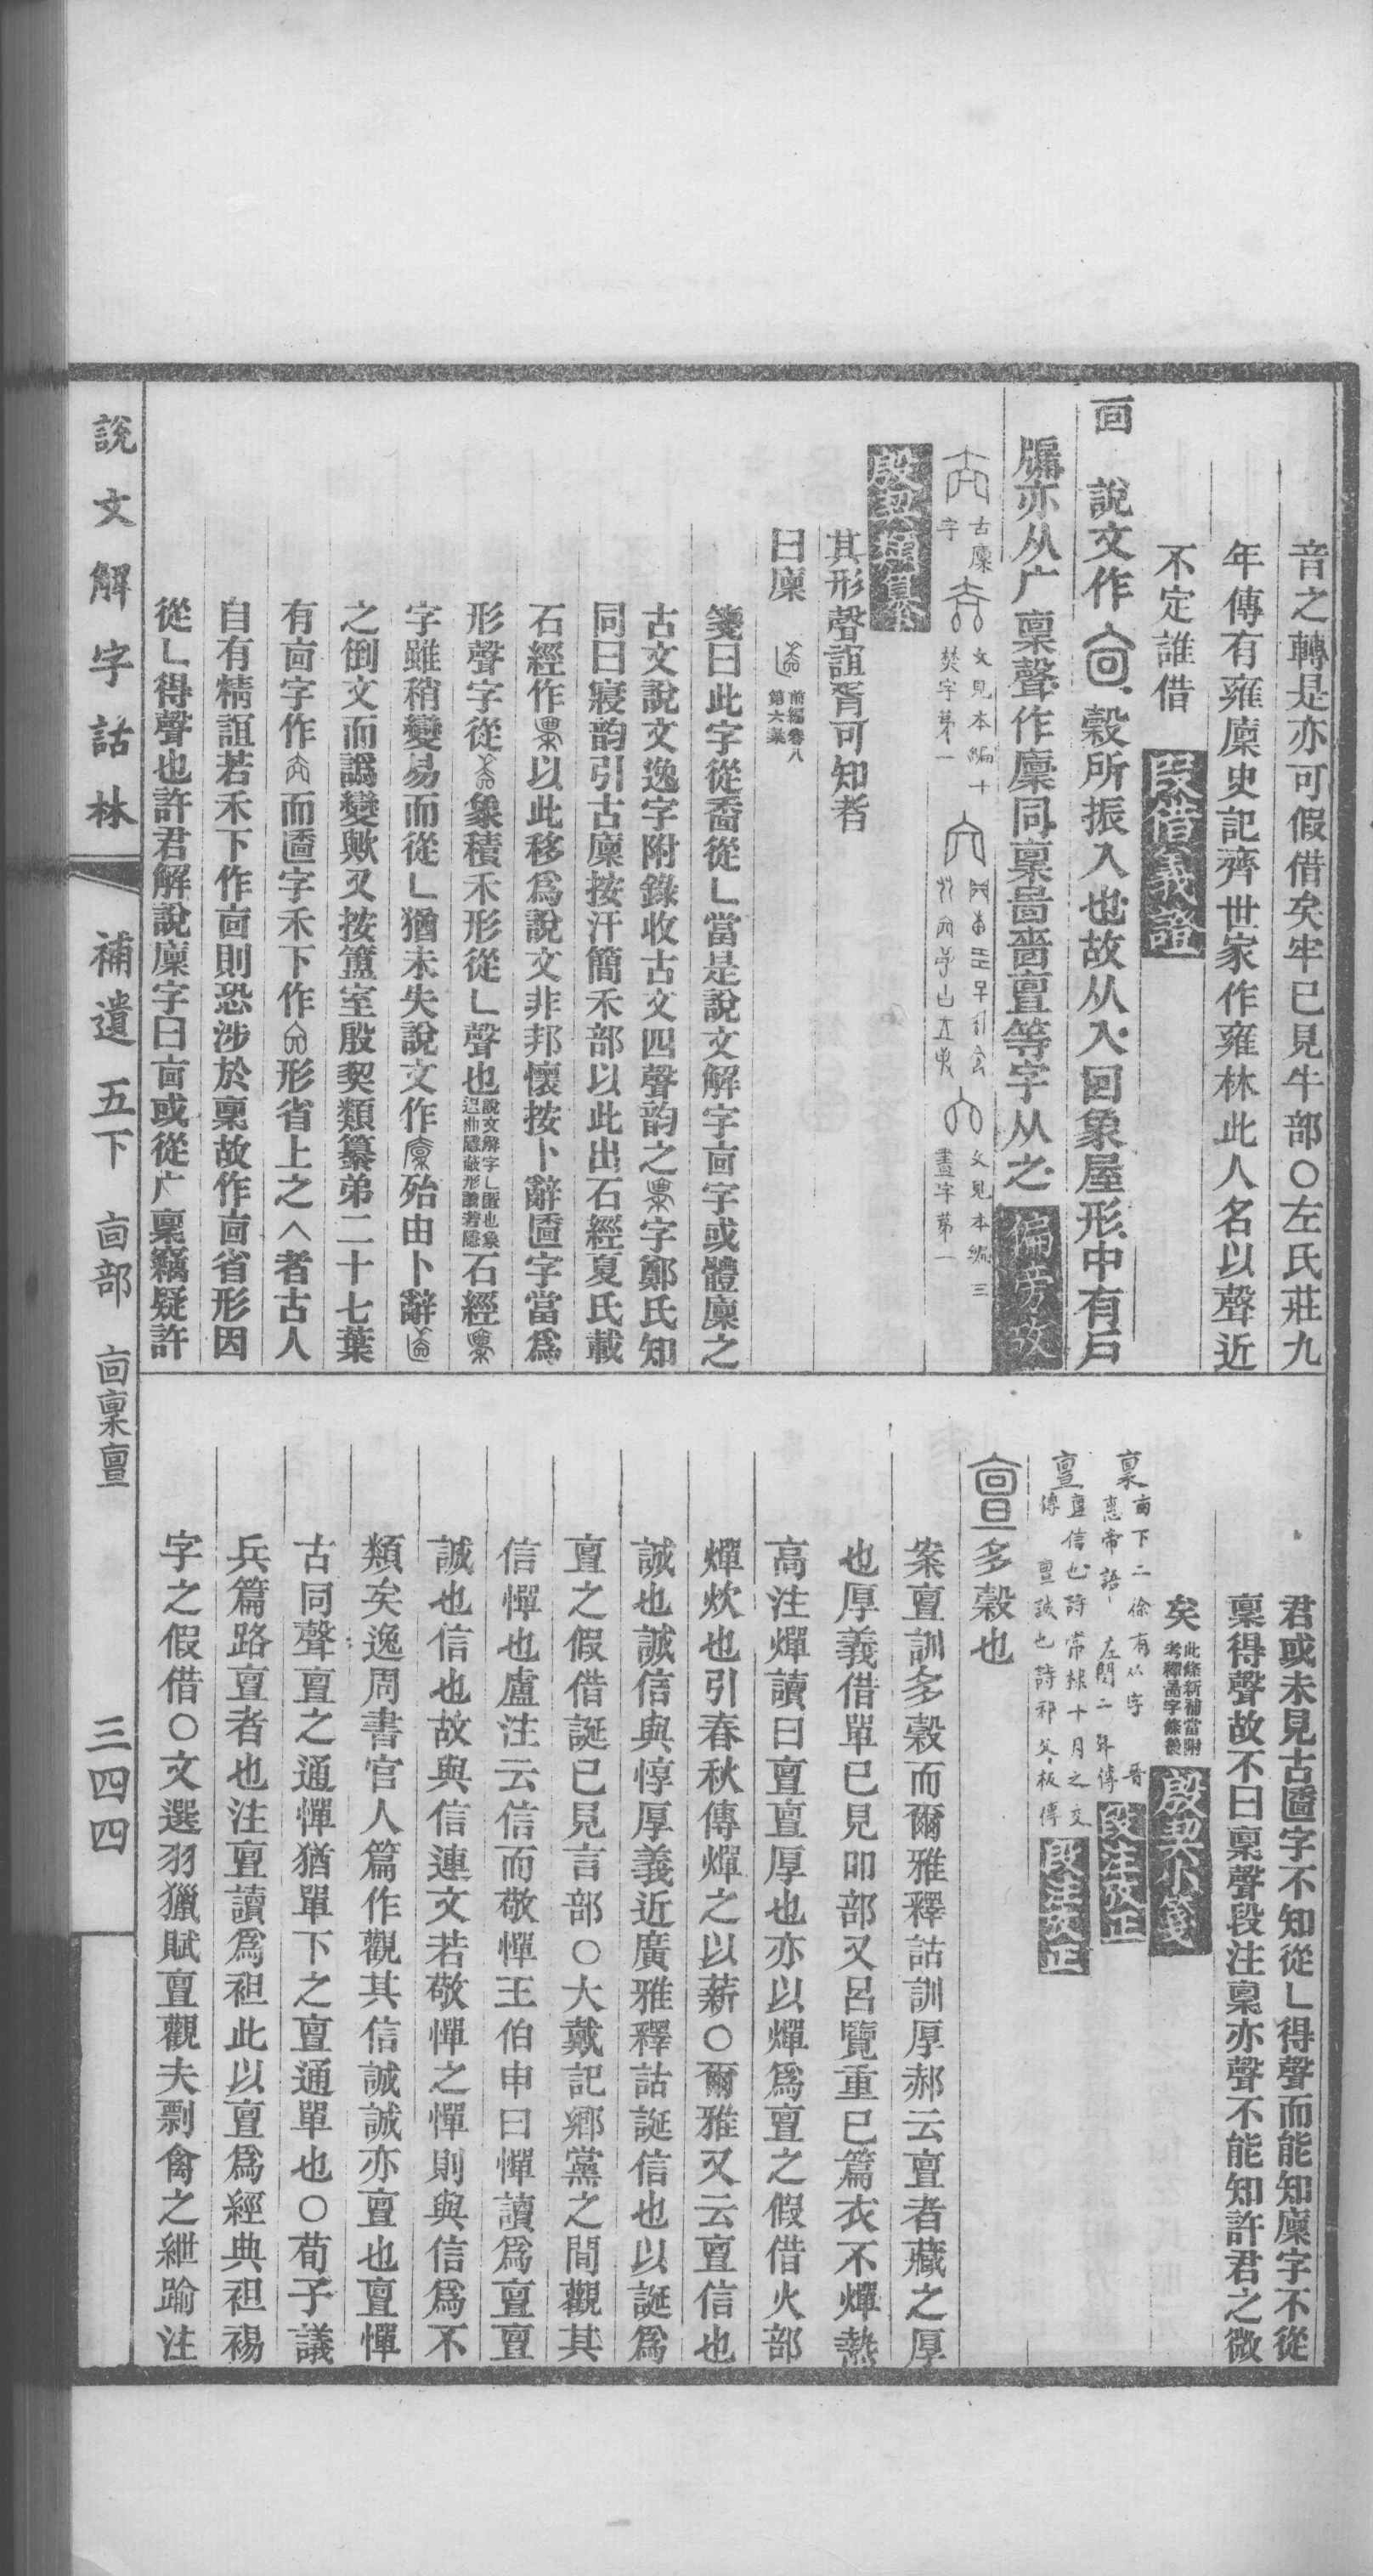 音之轉是亦可假借矣牢已見牛部○左氏莊九
年傳有雍廩史記齊世家作雍林此人名以聲近
不定誰借 段借義證
㐭 說文作 穀所振入也故从入回象屋形中有戶
牖亦从广稟聲作廩同稟啚嗇亶等字从之 偏旁攷
古廩字 文見本編十 焚字第一 文見本編三 晝字第一
殷契類纂
其形聲誼胥可知者
曰廩 前編卷八第六葉
箋曰此字從啚從乚當是說文解字㐭字或體廩之
古文說文逸字附錄收古文四聲韵之 字鄭氏知
同曰寢韵引古廩按汗簡禾部以此出石經夏氏載
石經作 以此移爲說文非邦懷按卜辭 字當爲
形聲字從 象積禾形從乚聲也說文解字乚匿也象迟曲隱蔽形讀若隱石經
字雖稍變易而從乚猶未失說文作 殆由卜辭
之倒文而譌變歟又按簠室殷契類纂弟二十七葉
有㐭字作 而 字禾下作 形省上之 者古人
自有精誼若禾下作㐭則恐涉於稟故作㐭省形因
從乚得聲也許君解說廩字曰㐭或從广稟竊疑許
君或未見古 字不知從乚得聲而能知廩字不從
稟得聲故不曰稟聲段注稟亦聲不能知許君之微
矣此條新補當附考釋啚字條後 殷契小箋
稟 㐭下二徐有从字 晉惠帝語 左閔二年傳 段注攷正
亶 亶信也詩常棣十月之交傳 亶誠也詩祁父板傳 段注攷正
亶多穀也
案亶訓多穀而爾雅釋詁訓厚郝云亶者藏之厚
也厚義借單已見吅部又呂覽重己篇衣不燀熱
高注燀讀曰亶亶厚也亦以燀爲亶之假借火部
燀炊也引春秋傳燀之以薪○爾雅又云亶信也
誠也誠信與惇厚義近廣雅釋詁誕信也以誕爲
亶之假借誕已見言部○大戴記鄉黨之閒觀其
信憚也盧注云信而敬憚王伯申曰憚讀爲亶亶
誠也信也故與信連文若敬憚之憚則與信爲不
類矣逸周書官人篇作觀其信誠誠亦亶也亶憚
古同聲亶之通憚猶單下之亶通單也○荀子議
兵篇路亶者也注亶讀爲袒此以亶爲經典袒裼
字之假借○文選羽獵賦亶觀夫剽禽之紲踰注
說文解字詁林 補遺 五下 㐭部 㐭稟亶 三四四